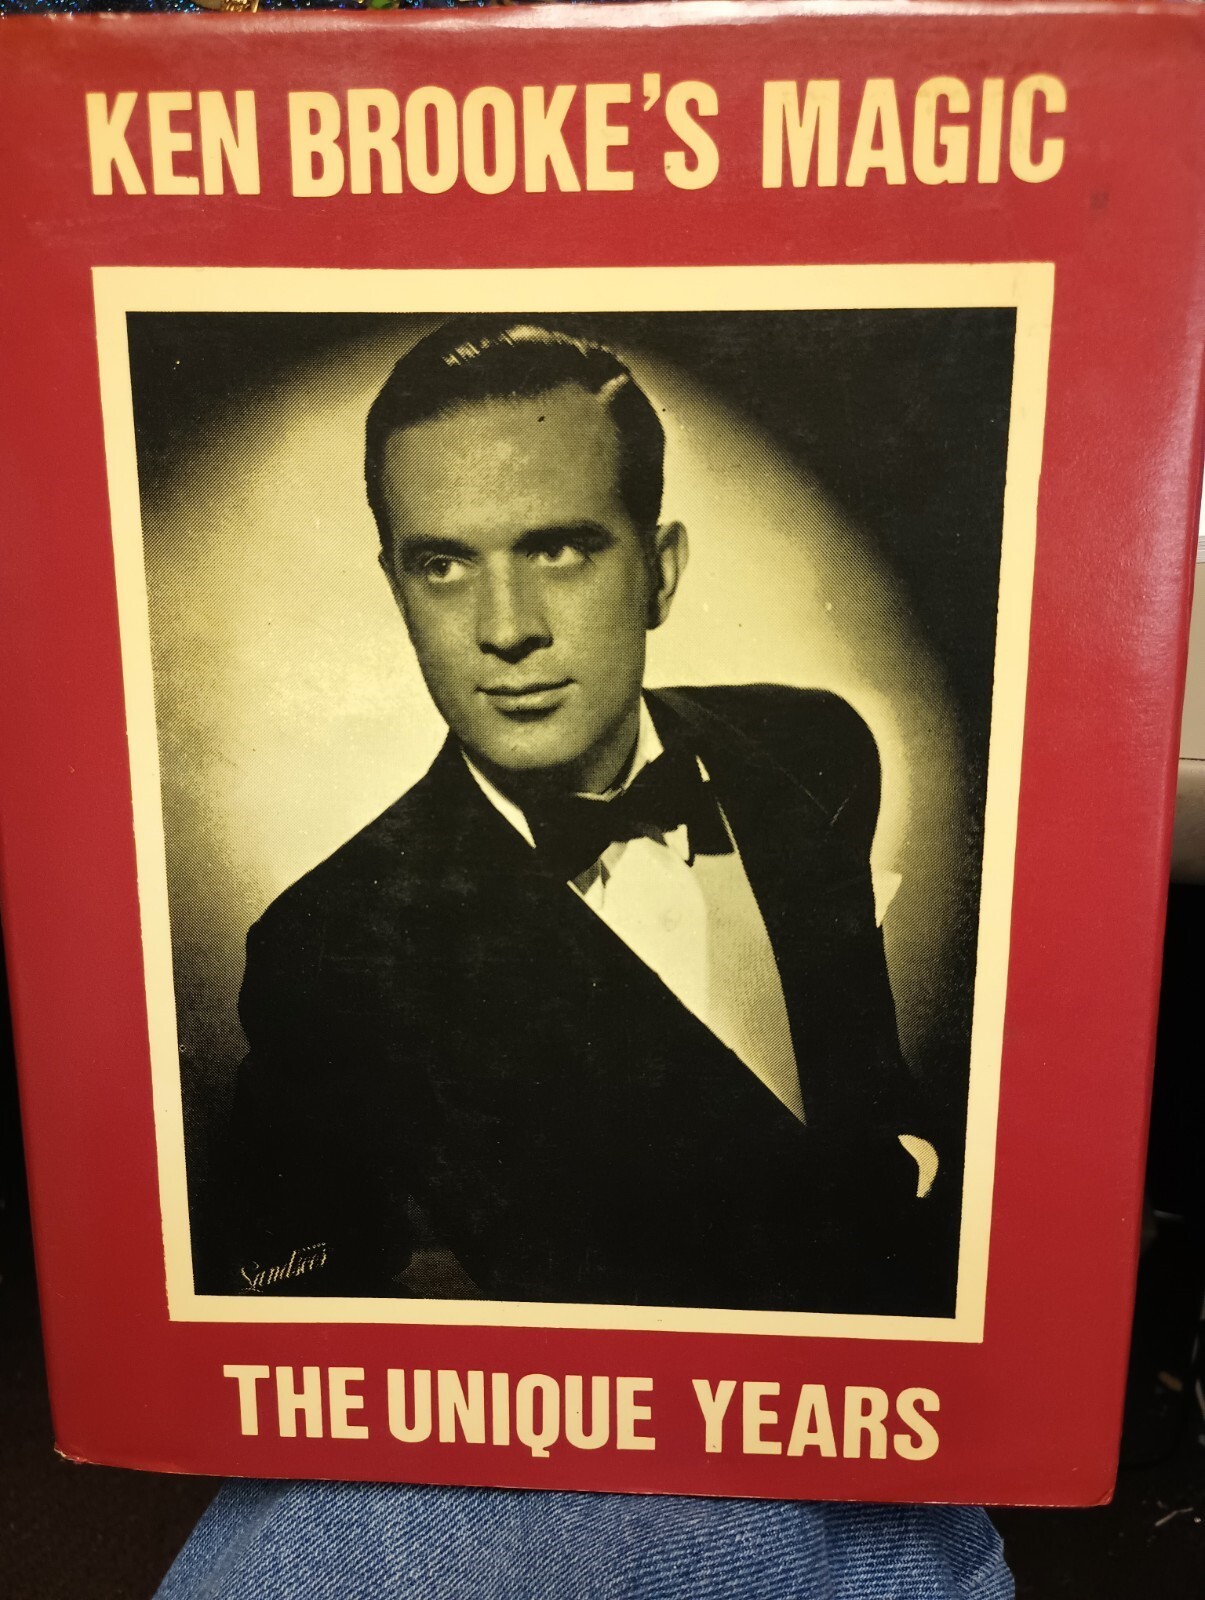 KEN BROOKE'S MAGIC
THE UNIQUE YEARS